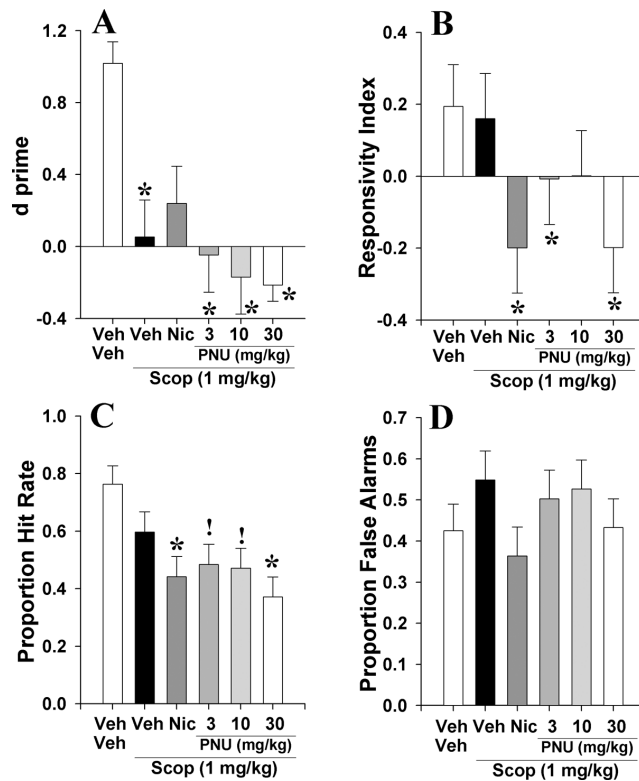 A
d prime
1.2
0.8
0.4
0.0
-0.4
*
*
*
*
Veh Veh Nic 3 10 30
Veh PNU (mg/kg)
Scop (1 mg/kg)
B
Responsivity Index
0.4
0.2
0.0
-0.2
-0.4
*
*
*
Veh Veh Nic 3 10 30
Veh PNU (mg/kg)
Scop (1 mg/kg)
C
Proportion Hit Rate
1.0
0.8
0.6
0.4
0.2
0.0
* ! ! *
Veh Veh Nic 3 10 30
Veh PNU (mg/kg)
Scop (1 mg/kg)
D
Proportion False Alarms
0.7
0.6
0.5
0.4
0.3
0.2
0.1
0.0
Veh Veh Nic 3 10 30
Veh PNU (mg/kg)
Scop (1 mg/kg)